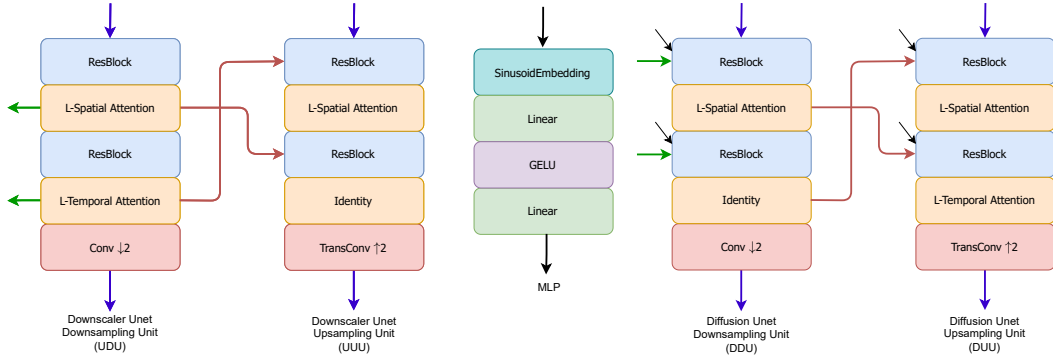 ResBlock
L-Spatial Attention
ResBlock
L-Temporal Attention
Conv ↓2
Downscaler Unet
Downsampling Unit
(UDU)
ResBlock
L-Spatial Attention
ResBlock
Identity
TransConv ↑2
Downscaler Unet
Upsampling Unit
(UUU)
SinusoidEmbedding
Linear
GELU
Linear
MLP
ResBlock
L-Spatial Attention
ResBlock
Identity
Conv ↓2
Diffusion Unet
Downsampling Unit
(DDU)
ResBlock
L-Spatial Attention
ResBlock
L-Temporal Attention
TransConv ↑2
Diffusion Unet
Upsampling Unit
(DUU)